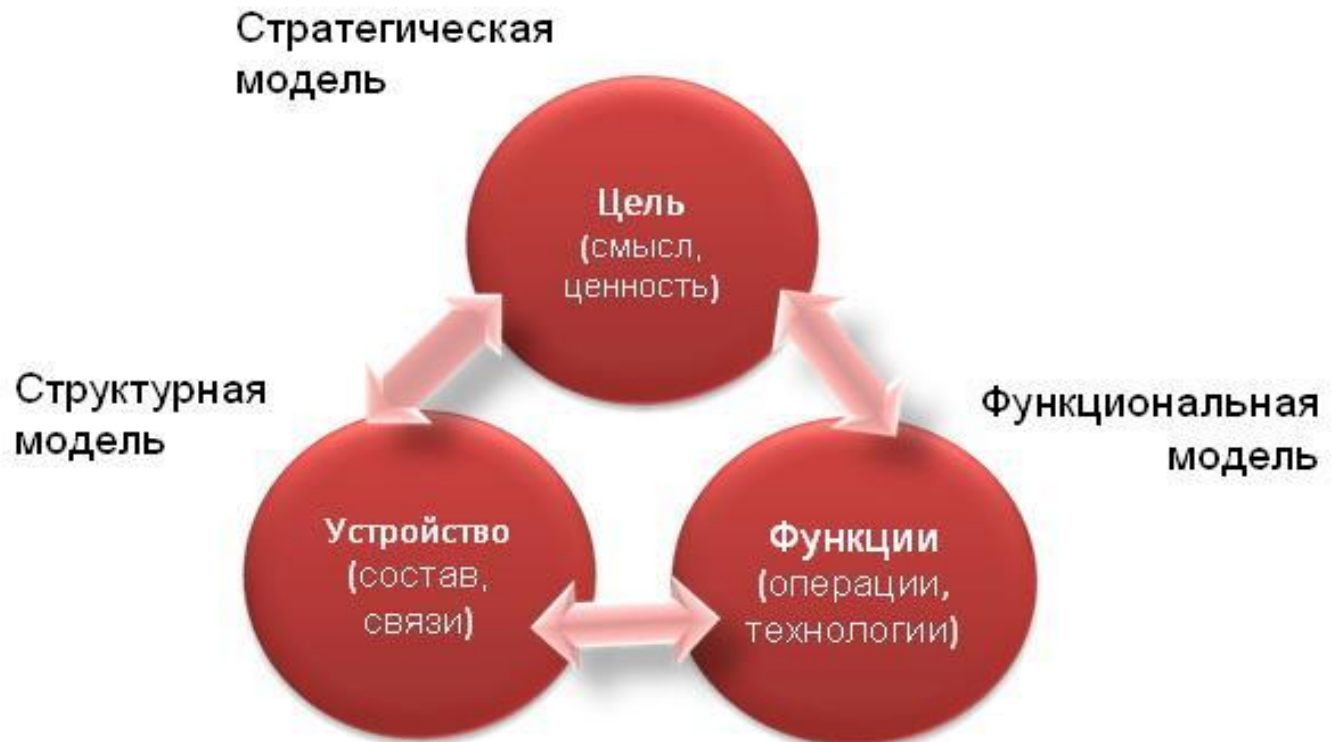 Стратегическая
модель
Цель
(смысл,
ценность)
Структурная
модель
Функциональная
модель
Устройство
(состав,
связи)
Функции
(операции,
технологии)